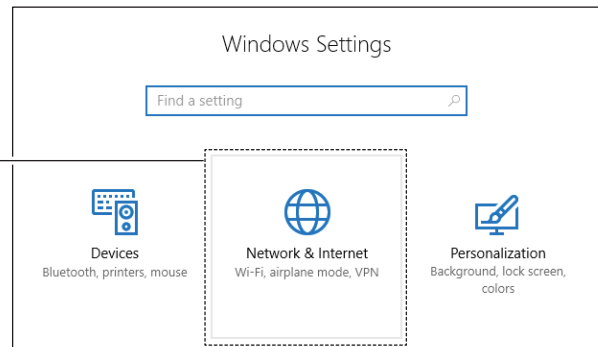 Windows Settings
Find a setting
Devices
Bluetooth, printers, mouse
Network & Internet
Wi-Fi, airplane mode, VPN
Personalization
Background, lock screen,
colors